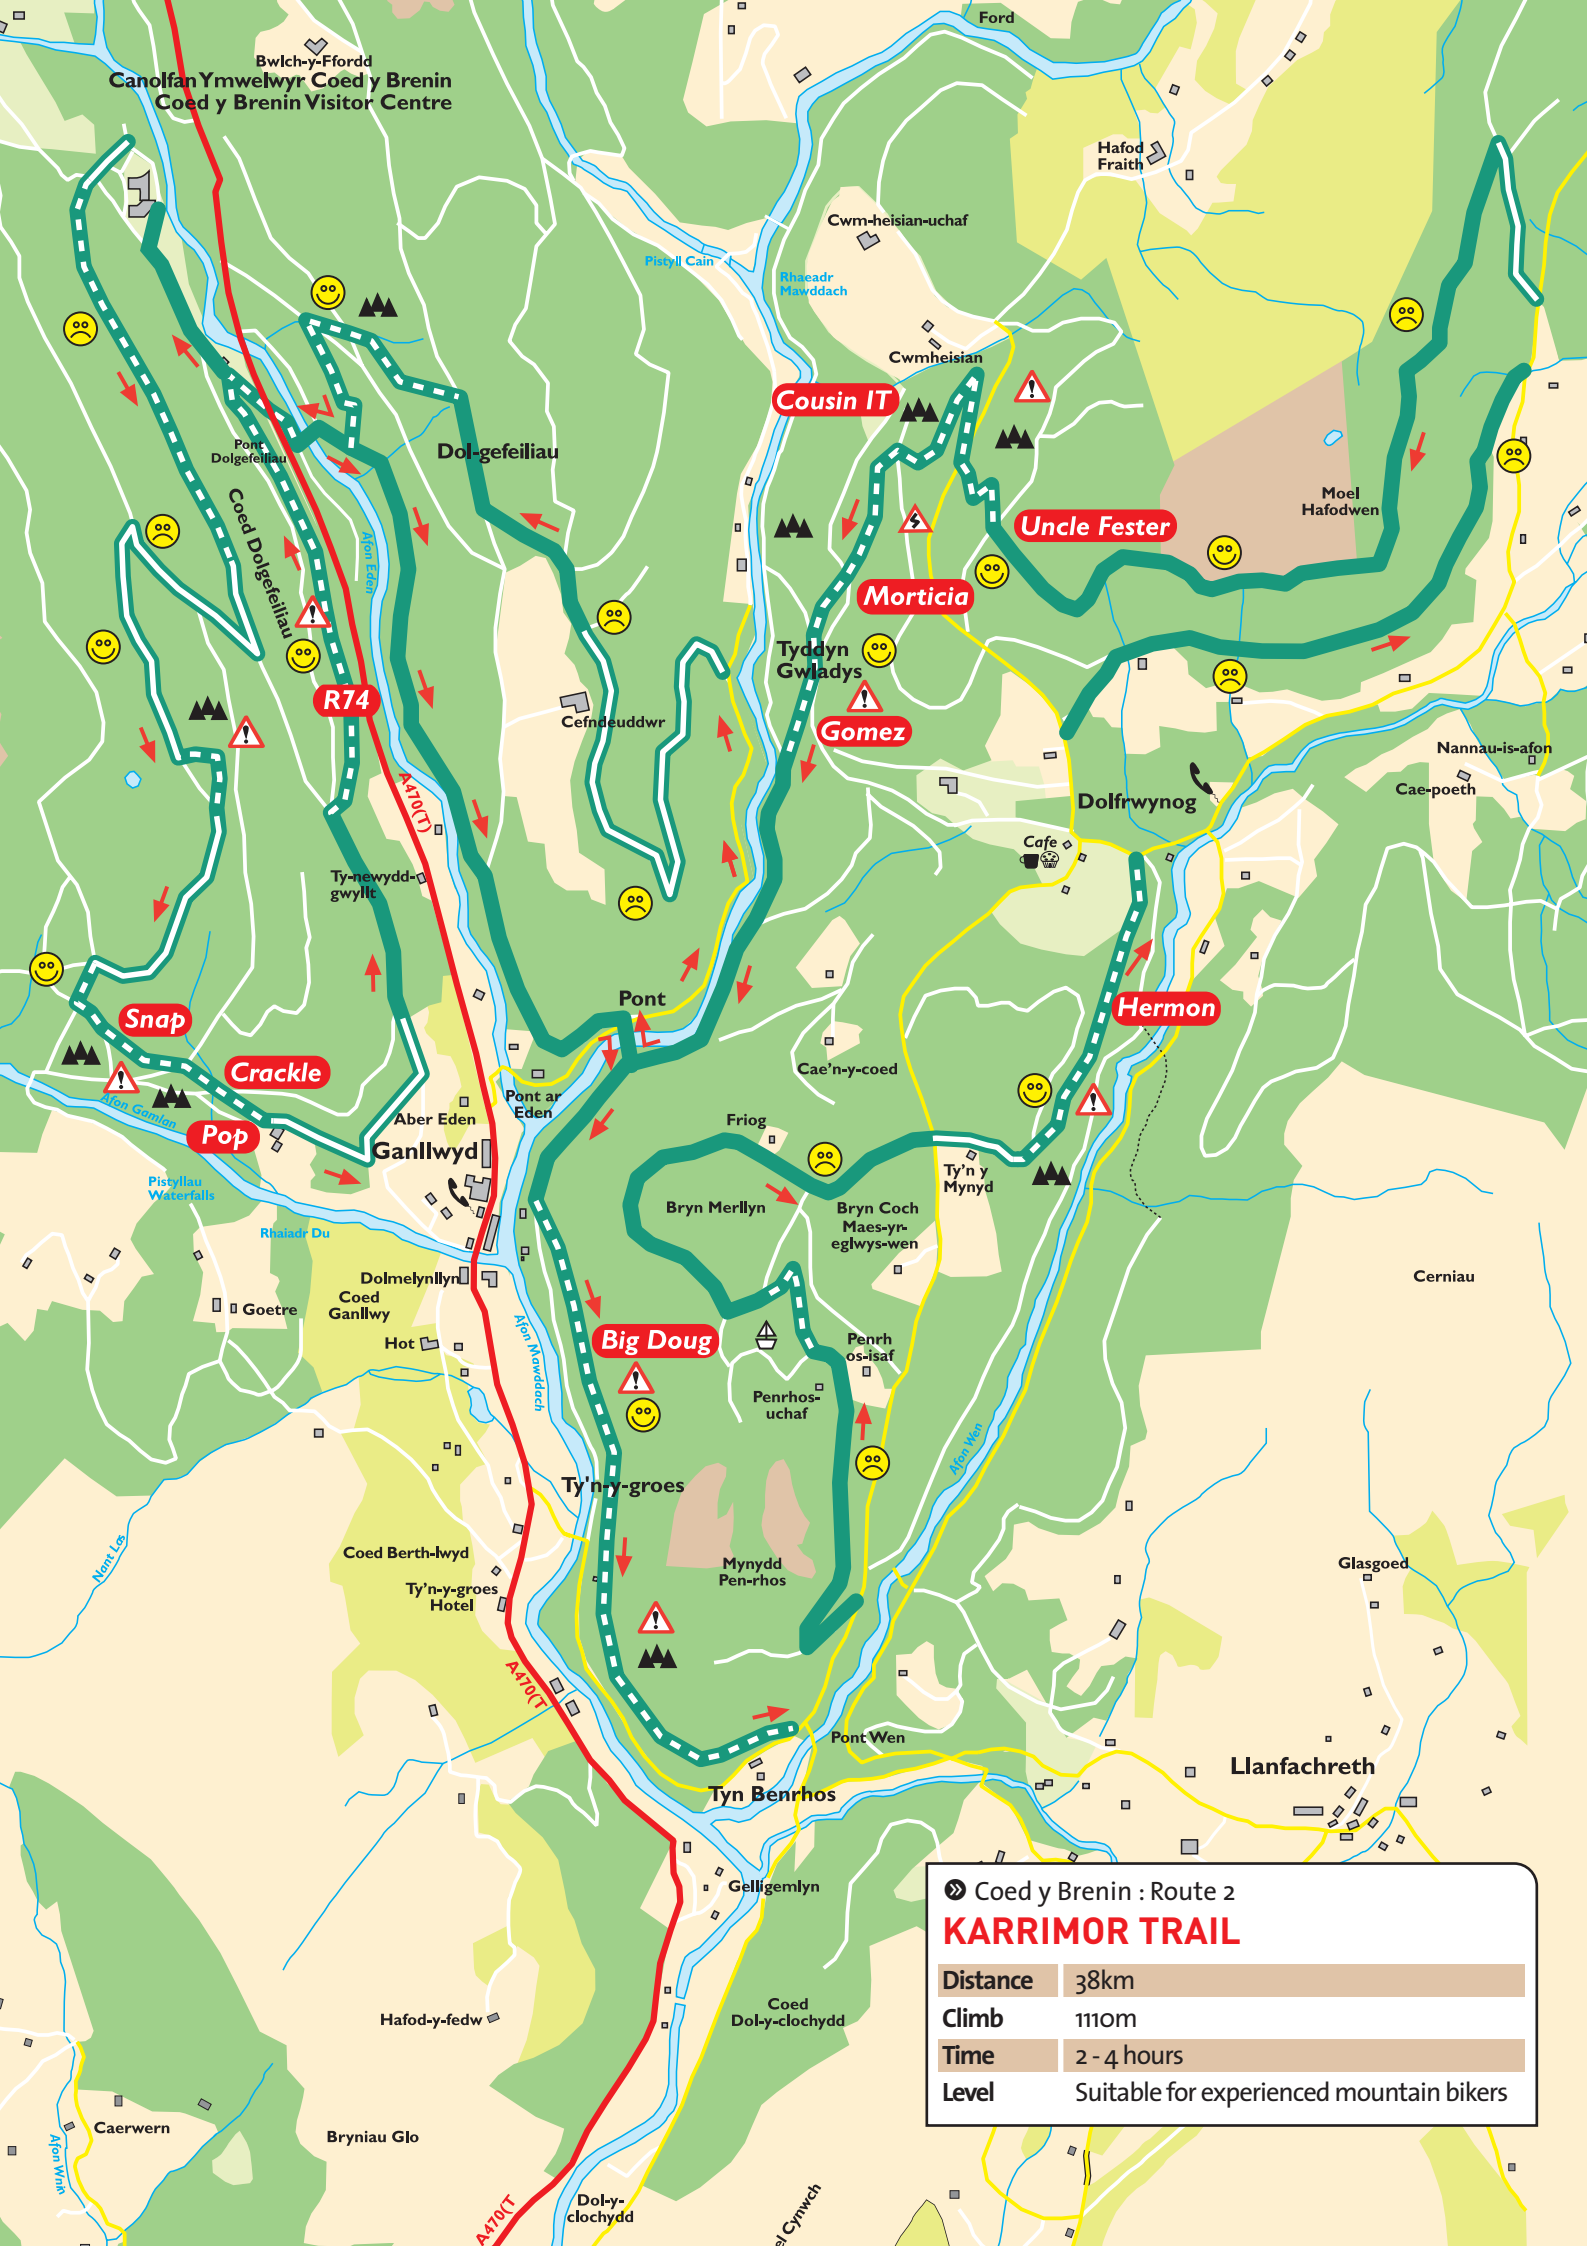 Ford
Bwlch-y-Ffordd
Canolfan Ymwelwyr Coed y Brenin
Coed y Brenin Visitor Centre
Hafod
Fraith
Cwm-heisian-uchaf
Pistyll Cain
Rhaeadr
Mawddach
Cwmheisian
Cousin IT
Pont
Dolgefeiliau
Dol-gefeiliau
Coed Dolgefeiliau
Afon Eden
Moel
Hafodwen
Uncle Fester
Morticia
Tyddyn
Gwladys
R74
Cefndeuddwr
Gomez
Nannau-is-afon
Cae-poeth
A470(T)
Dolfrwynog
Cafe
Ty-newydd-
gwyllt
Pont
Hermon
Snap
Crackle
Pop
Afon Gamlan
Cae'n-y-coed
Pont ar
Eden
Aber Eden
Ganllwyd
Friog
Ty'n y
Mynyd
Pistyllau
Waterfalls
Rhaiadr Du
Bryn Merllyn
Bryn Coch
Maes-yr-
eglwys-wen
Cerniau
Dolmelynllyn
Coed
Ganllwy
Goetre
Hot
Afon Mawddach
Big Doug
Penrh
os-isaf
Penrhos-
uchaf
Afon Wen
Ty'n-y-groes
Nant Las
Coed Berth-lwyd
Ty'n-y-groes
Hotel
Mynydd
Pen-rhos
Glasgoed
A470(T
Pont Wen
Llanfachreth
Tyn Benrhos
Gelligemlyn
Coed y Brenin : Route 2
KARRIMOR TRAIL
Distance 38km
Climb 1110m
Time 2 - 4 hours
Level Suitable for experienced mountain bikers
Hafod-y-fedw
Coed
Dol-y-clochydd
Caerwern
Bryniau Glo
Afon Wnin
Dol-y-
clochydd
A470(T
el Cynwch